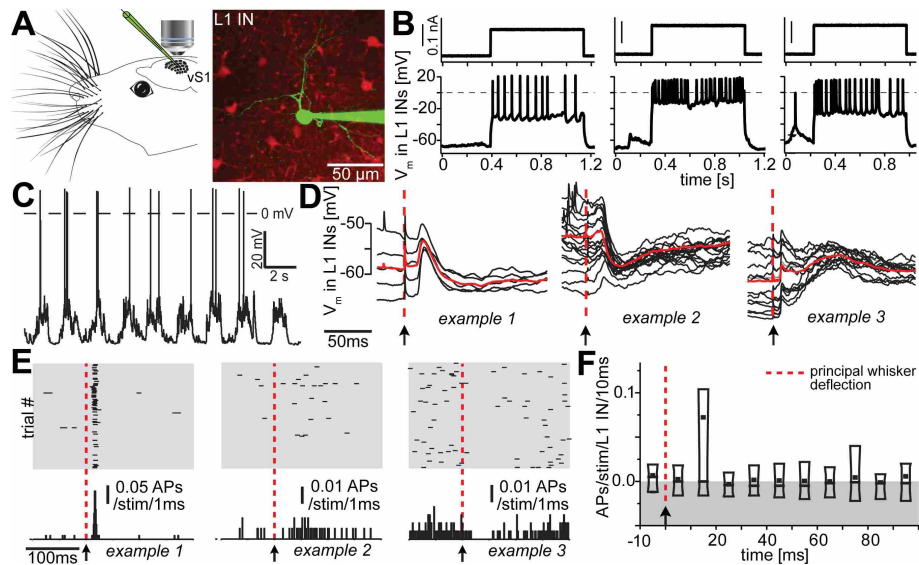 A
vS1
L1 IN
50 µm
B
0.1 nA
Vm in L1 INs [mV]
20
-20
-60
0 0.4 0.8 1.2
0 0.4 0.8 1.2
0 0.4 0.8 1.2
time [s]
C
0 mV
20 mV
2 s
D
Vm in L1 INs [mV]
-50
-60
50ms
example 1
example 2
example 3
E
trial #
0.05 APs
/stim/1ms
0.01 APs
/stim/1ms
0.01 APs
/stim/1ms
100ms
example 1
example 2
example 3
F
principal whisker
deflection
APs/stim/L1 IN/10ms
0.1
0.0
-10 0 20 40 60 80
time [ms]